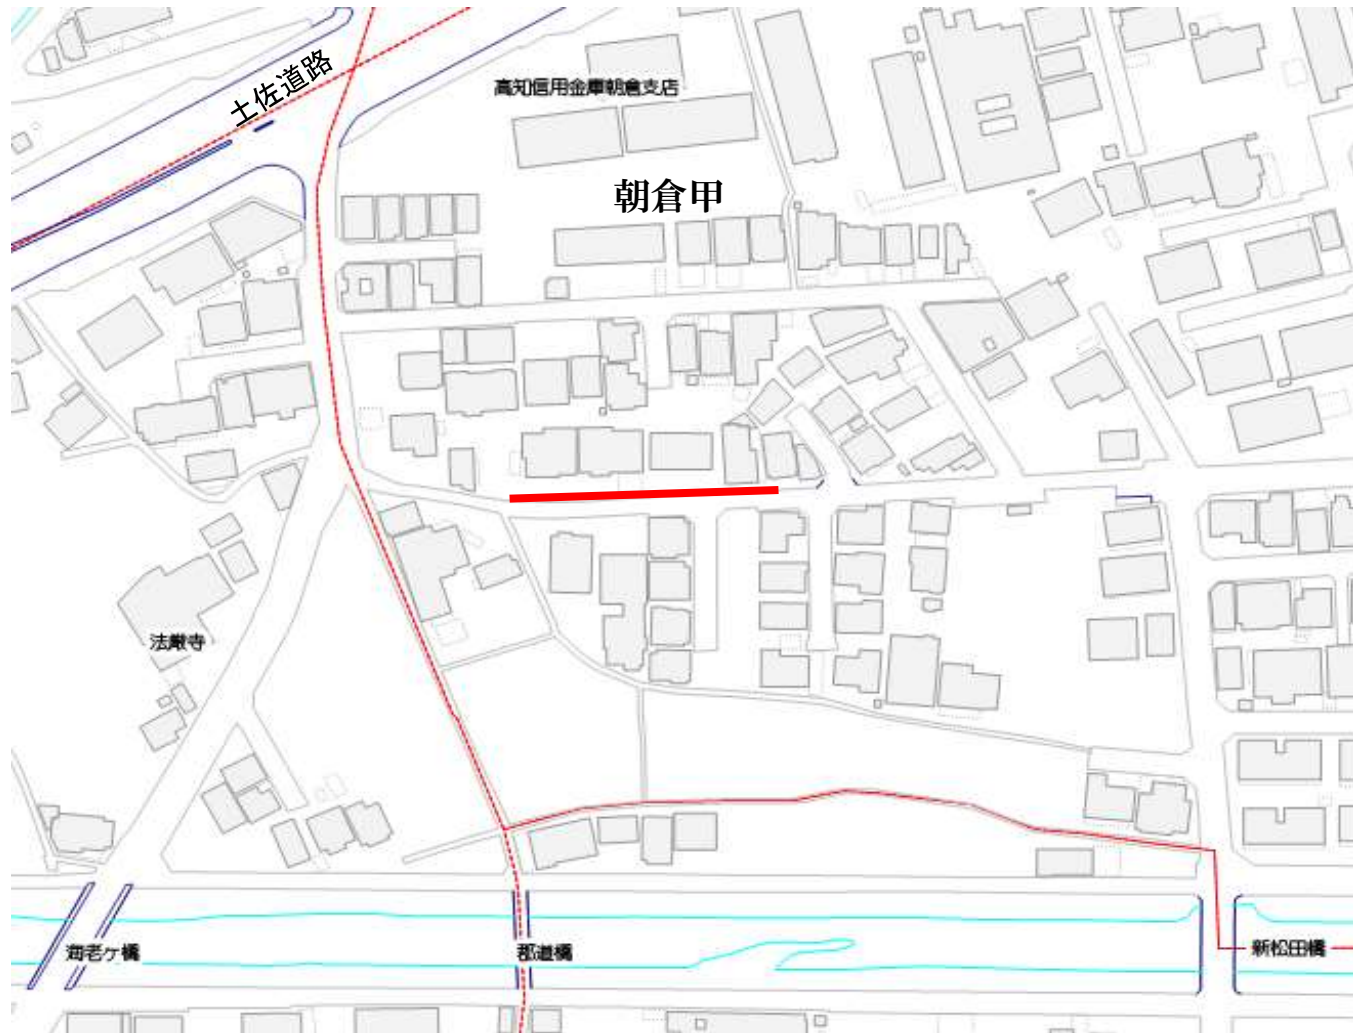 土佐道路
高知信用金庫朝倉支店
朝倉甲
法厳寺
海老ケ橋
郡道橋
新松田橋